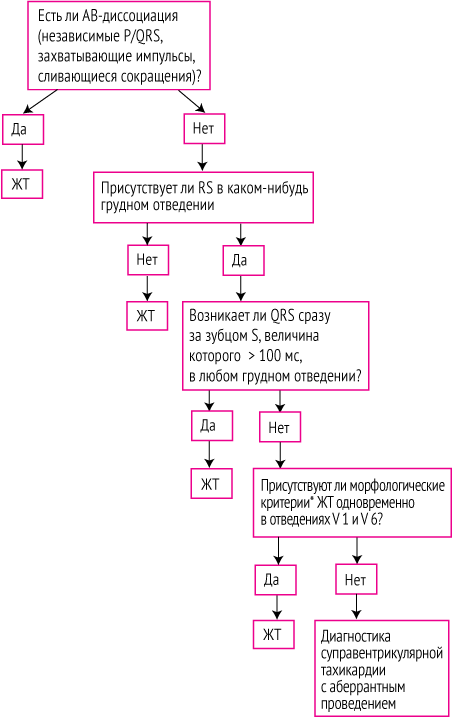 Есть ли АВ-диссоциация
(независимые P/QRS,
захватывающие импульсы,
сливающиеся сокращения)?
Да
Нет
ЖТ
Присутствует ли RS в каком-нибудь
грудном отведении
Нет
Да
ЖТ
Возникает ли QRS сразу
за зубцом S, величина
которого > 100 мс,
в любом грудном отведении?
Да
Нет
ЖТ
Присутствуют ли морфологические
критерии* ЖТ одновременно
в отведениях V 1 и V 6?
Да
Нет
ЖТ
Диагностика
суправентрикулярной
тахикардии
с аберрантным
проведением